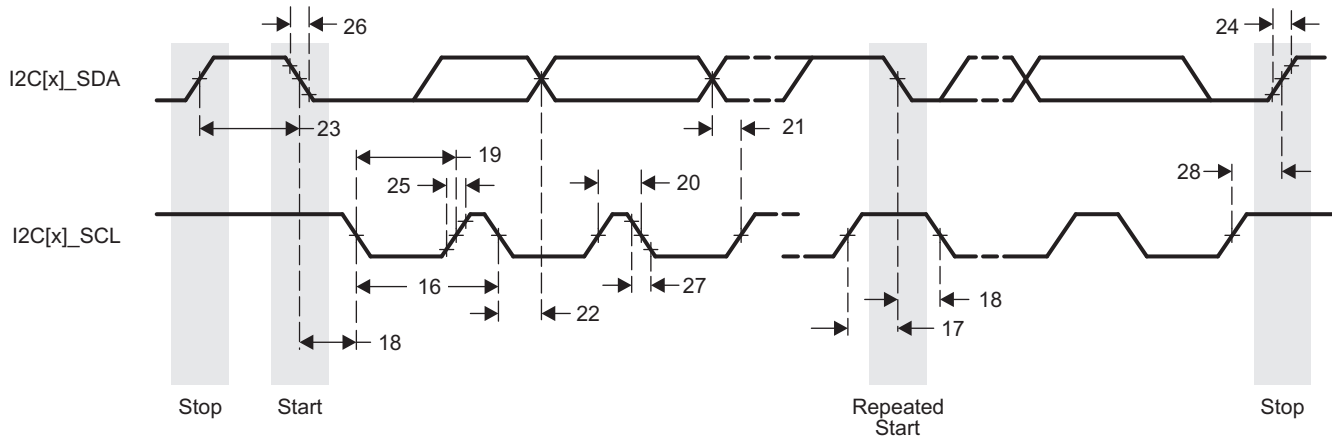 26
24
I2C[x]_SDA
23
21
19
25
20
28
I2C[x]_SCL
16
27
18
22
17
18
Stop
Start
Repeated
Start
Stop